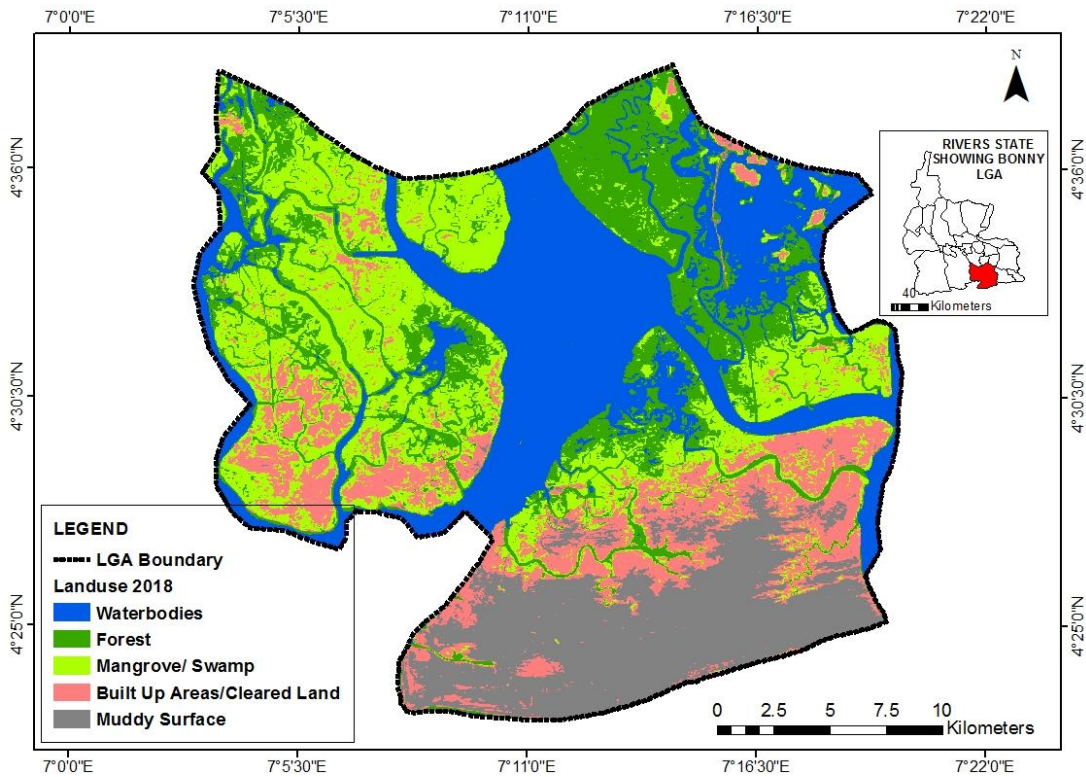 7°0'0"E 7°5'30"E 7°11'0"E 7°16'30"E 7°22'0"E
N
RIVERS STATE
SHOWING BONNY
LGA
40
Kilometers
4°36'0"N 4°36'0"N
4°30'30"N 4°30'30"N
4°25'0"N 4°25'0"N
LEGEND
LGA Boundary
Landuse 2018
Waterbodies
Forest
Mangrove/ Swamp
Built Up Areas/Cleared Land
Muddy Surface
0 2.5 5 7.5 10
Kilometers
7°0'0"E 7°5'30"E 7°11'0"E 7°16'30"E 7°22'0"E